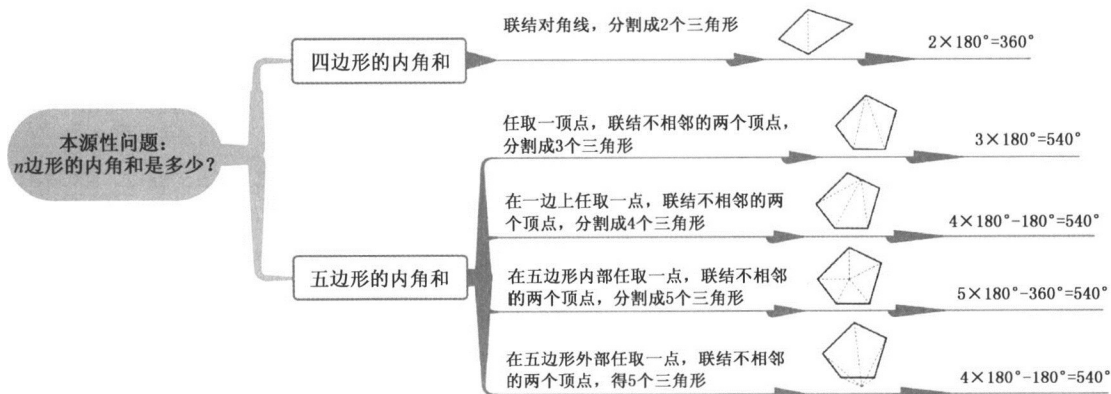 本源性问题：
n边形的内角和是多少？
四边形的内角和
联结对角线，分割成2个三角形
2×180°=360°
五边形的内角和
任取一顶点，联结不相邻的两个顶点，
分割成3个三角形
3×180°=540°
在一边上任取一点，联结不相邻的两
个顶点，分割成4个三角形
4×180°-180°=540°
在五边形内部任取一点，联结不相邻
的两个顶点，分割成5个三角形
5×180°-360°=540°
在五边形外部任取一点，联结不相邻
的两个顶点，得5个三角形
4×180°-180°=540°